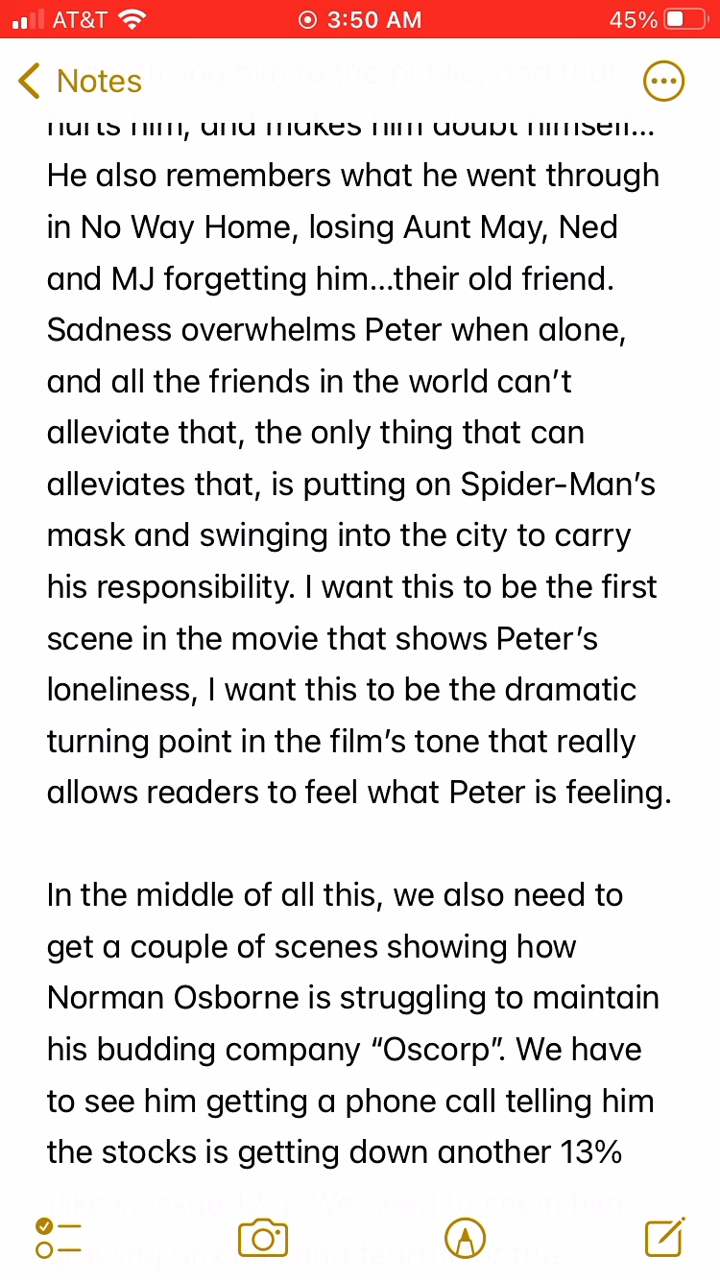 AT&T 3:50 AM 45%
Notes
hurts him, and makes him doubt himself...
He also remembers what he went through
in No Way Home, losing Aunt May, Ned
and MJ forgetting him...their old friend.
Sadness overwhelms Peter when alone,
and all the friends in the world can't
alleviate that, the only thing that can
alleviates that, is putting on Spider-Man's
mask and swinging into the city to carry
his responsibility. I want this to be the first
scene in the movie that shows Peter's
loneliness, I want this to be the dramatic
turning point in the film's tone that really
allows readers to feel what Peter is feeling.
In the middle of all this, we also need to
get a couple of scenes showing how
Norman Osborne is struggling to maintain
his budding company "Oscorp". We have
to see him getting a phone call telling him
the stocks is getting down another 13%